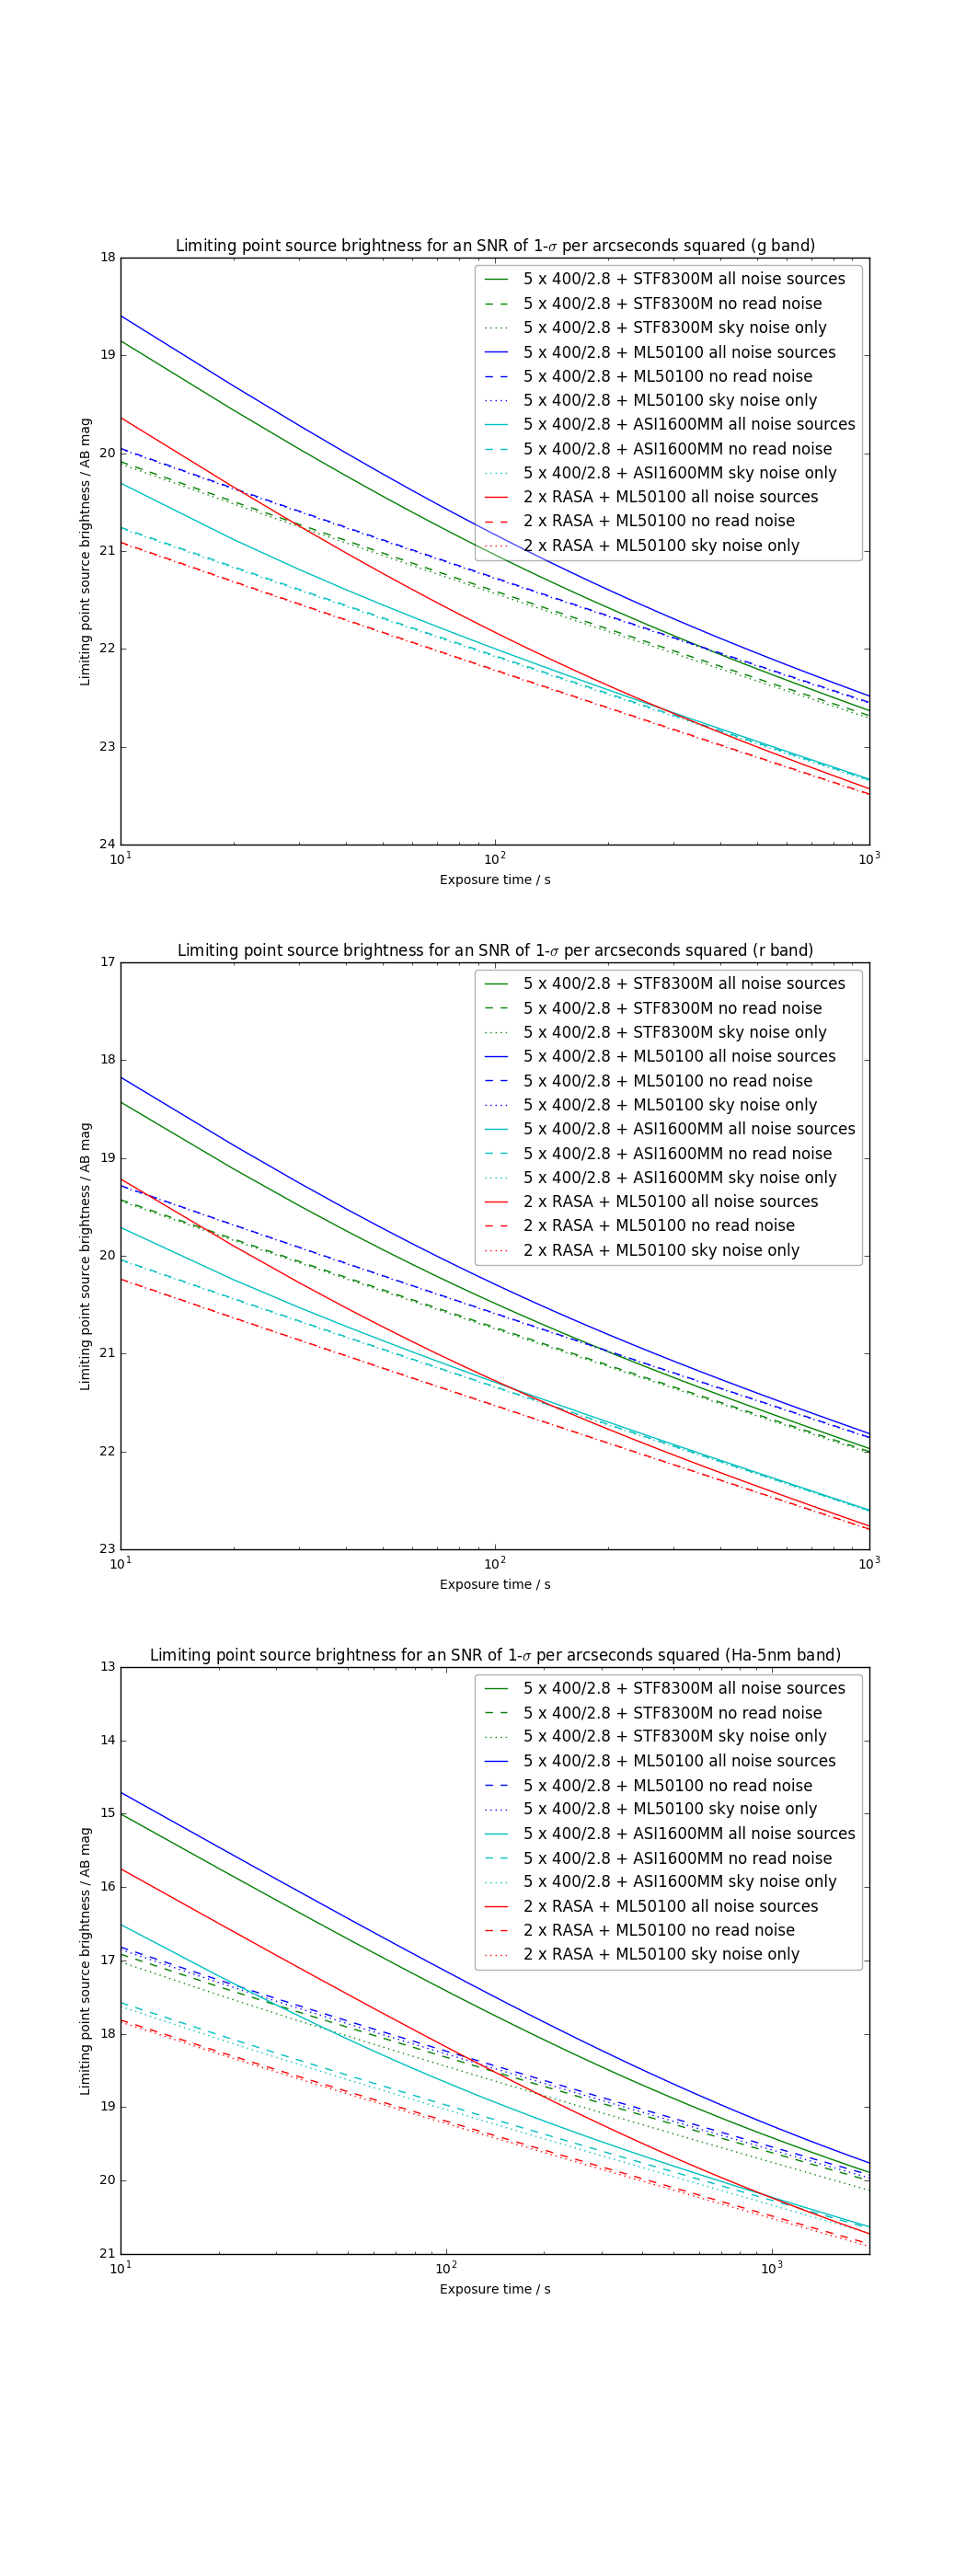 Limiting point source brightness for an SNR of 1-σ per arcseconds squared (g band)
18
19
20
21
22
23
24
Limiting point source brightness / AB mag
5 x 400/2.8 + STF8300M all noise sources
5 x 400/2.8 + STF8300M no read noise
5 x 400/2.8 + STF8300M sky noise only
5 x 400/2.8 + ML50100 all noise sources
5 x 400/2.8 + ML50100 no read noise
5 x 400/2.8 + ML50100 sky noise only
5 x 400/2.8 + ASI1600MM all noise sources
5 x 400/2.8 + ASI1600MM no read noise
5 x 400/2.8 + ASI1600MM sky noise only
2 x RASA + ML50100 all noise sources
2 x RASA + ML50100 no read noise
2 x RASA + ML50100 sky noise only
10¹ 10² 10³
Exposure time / s
Limiting point source brightness for an SNR of 1-σ per arcseconds squared (r band)
17
18
19
20
21
22
23
Limiting point source brightness / AB mag
5 x 400/2.8 + STF8300M all noise sources
5 x 400/2.8 + STF8300M no read noise
5 x 400/2.8 + STF8300M sky noise only
5 x 400/2.8 + ML50100 all noise sources
5 x 400/2.8 + ML50100 no read noise
5 x 400/2.8 + ML50100 sky noise only
5 x 400/2.8 + ASI1600MM all noise sources
5 x 400/2.8 + ASI1600MM no read noise
5 x 400/2.8 + ASI1600MM sky noise only
2 x RASA + ML50100 all noise sources
2 x RASA + ML50100 no read noise
2 x RASA + ML50100 sky noise only
10¹ 10² 10³
Exposure time / s
Limiting point source brightness for an SNR of 1-σ per arcseconds squared (Ha-5nm band)
13
14
15
16
17
18
19
20
21
Limiting point source brightness / AB mag
5 x 400/2.8 + STF8300M all noise sources
5 x 400/2.8 + STF8300M no read noise
5 x 400/2.8 + STF8300M sky noise only
5 x 400/2.8 + ML50100 all noise sources
5 x 400/2.8 + ML50100 no read noise
5 x 400/2.8 + ML50100 sky noise only
5 x 400/2.8 + ASI1600MM all noise sources
5 x 400/2.8 + ASI1600MM no read noise
5 x 400/2.8 + ASI1600MM sky noise only
2 x RASA + ML50100 all noise sources
2 x RASA + ML50100 no read noise
2 x RASA + ML50100 sky noise only
10¹ 10² 10³
Exposure time / s